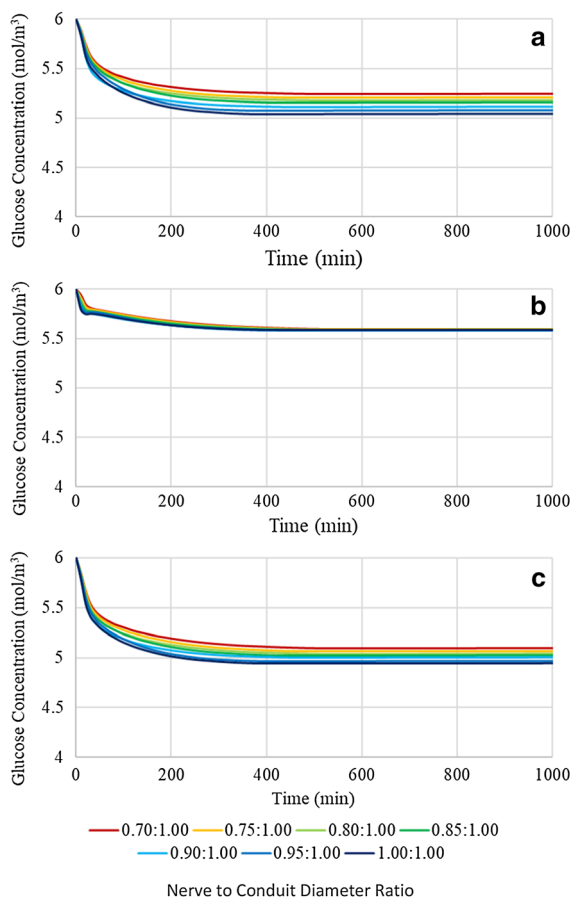 a
Glucose Concentration (mol/m³)
6
5.5
5
4.5
4
0 200 400 600 800 1000
Time (min)
b
Glucose Concentration (mol/m³)
6
5.5
5
4.5
4
0 200 400 600 800 1000
Time (min)
c
Glucose Concentration (mol/m³)
6
5.5
5
4.5
4
0 200 400 600 800 1000
Time (min)
0.70:1.00 0.75:1.00 0.80:1.00 0.85:1.00
0.90:1.00 0.95:1.00 1.00:1.00
Nerve to Conduit Diameter Ratio